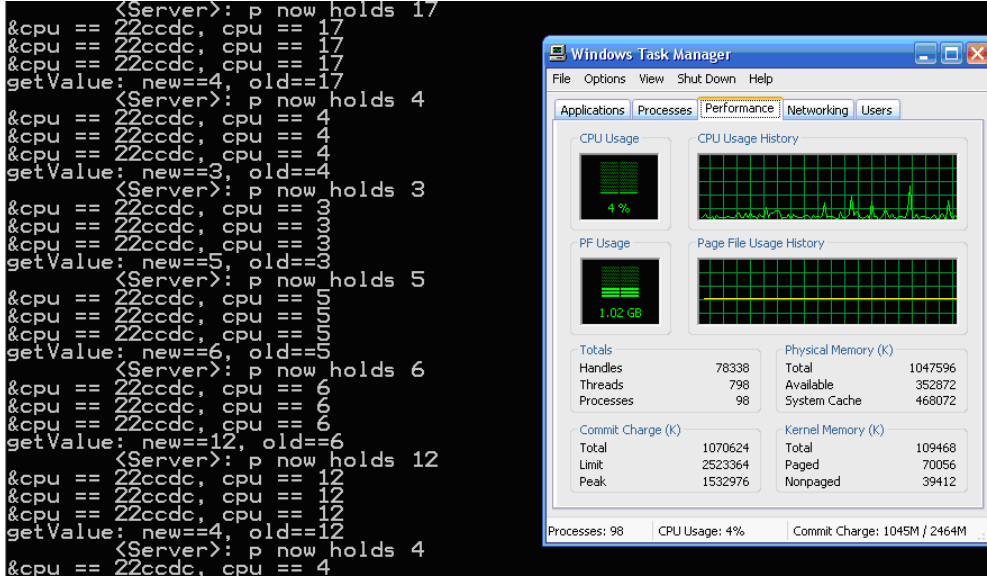 <Server>: p now holds 17
&cpu == 22ccdc, cpu == 17
&cpu == 22ccdc, cpu == 17
&cpu == 22ccdc, cpu == 17
getValue: new==4, old==17
<Server>: p now holds 4
&cpu == 22ccdc, cpu == 4
&cpu == 22ccdc, cpu == 4
&cpu == 22ccdc, cpu == 4
getValue: new==3, old==4
<Server>: p now holds 3
&cpu == 22ccdc, cpu == 3
&cpu == 22ccdc, cpu == 3
&cpu == 22ccdc, cpu == 3
getValue: new==5, old==3
<Server>: p now holds 5
&cpu == 22ccdc, cpu == 5
&cpu == 22ccdc, cpu == 5
&cpu == 22ccdc, cpu == 5
getValue: new==6, old==5
<Server>: p now holds 6
&cpu == 22ccdc, cpu == 6
&cpu == 22ccdc, cpu == 6
&cpu == 22ccdc, cpu == 6
getValue: new==12, old==6
<Server>: p now holds 12
&cpu == 22ccdc, cpu == 12
&cpu == 22ccdc, cpu == 12
&cpu == 22ccdc, cpu == 12
getValue: new==4, old==12
<Server>: p now holds 4
&cpu == 22ccdc, cpu == 4
Windows Task Manager
File Options View Shut Down Help
Applications Processes Performance Networking Users
CPU Usage
4 %
CPU Usage History
PF Usage
1.02 GB
Page File Usage History
Totals
Handles 78338
Threads 798
Processes 98
Physical Memory (K)
Total 1047596
Available 352872
System Cache 468072
Commit Charge (K)
Total 1070624
Limit 2523364
Peak 1532976
Kernel Memory (K)
Total 109468
Paged 70056
Nonpaged 39412
Processes: 98 CPU Usage: 4% Commit Charge: 1045M / 2464M